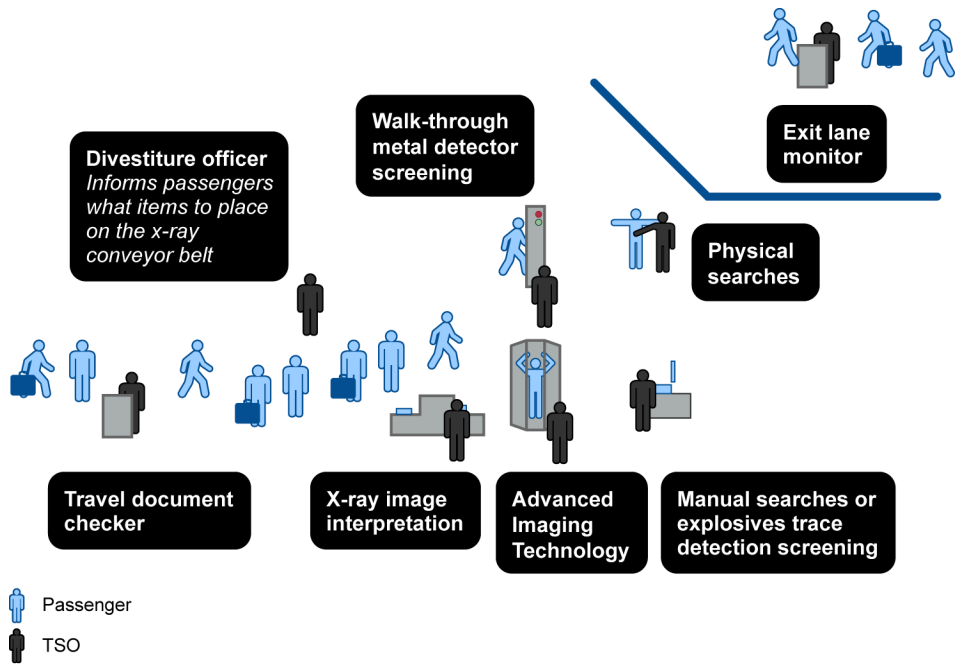 Exit lane
monitor
Walk-through
metal detector
screening
Divestiture officer
Informs passengers
what items to place
on the x-ray
conveyor belt
Physical
searches
Travel document
checker
X-ray image
interpretation
Advanced
Imaging
Technology
Manual searches or
explosives trace
detection screening
Passenger
TSO